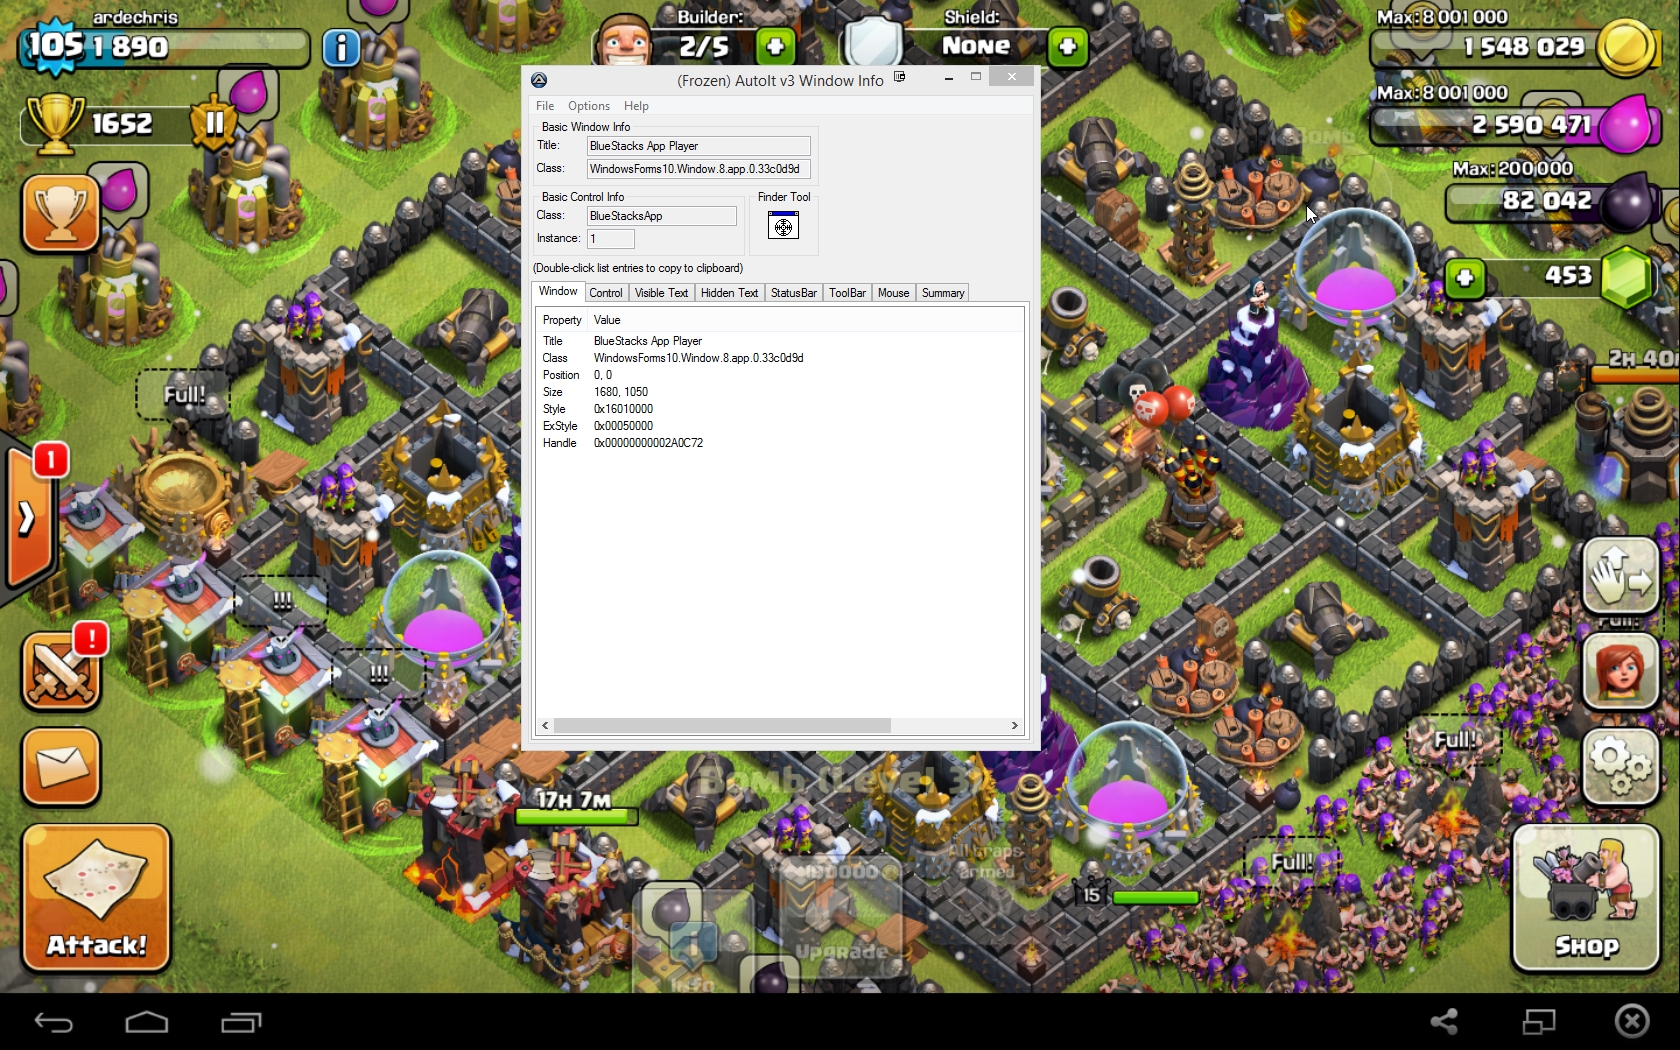 ardechris
105
1 890
Builder:
2/5
Shield:
None
Max: 8 001 000
1 548 029
Max: 8 001 000
2 590 471
Max: 200,000
82 042
453
1652
(Frozen) AutoIt v3 Window Info
File Options Help
Basic Window Info
Title: BlueStacks App Player
Class: WindowsForms10.Window.8.app.0.33c0d9d
Basic Control Info
Finder Tool
Class: BlueStacksApp
Instance: 1
(Double-click list entries to copy to clipboard)
Window Control Visible Text Hidden Text StatusBar ToolBar Mouse Summary
Property Value
Title BlueStacks App Player
Class WindowsForms10.Window.8.app.0.33c0d9d
Position 0, 0
Size 1680, 1050
Style 0x16010000
ExStyle 0x00050000
Handle 0x00000000002A0C72
Bomb
2H 40
Full!
1
!!!
!!!
!
Full!
Full!
17H 7M
Bomb (Level 3)
All traps
armed
15
Full!
Upgrade
Info
Attack!
Shop